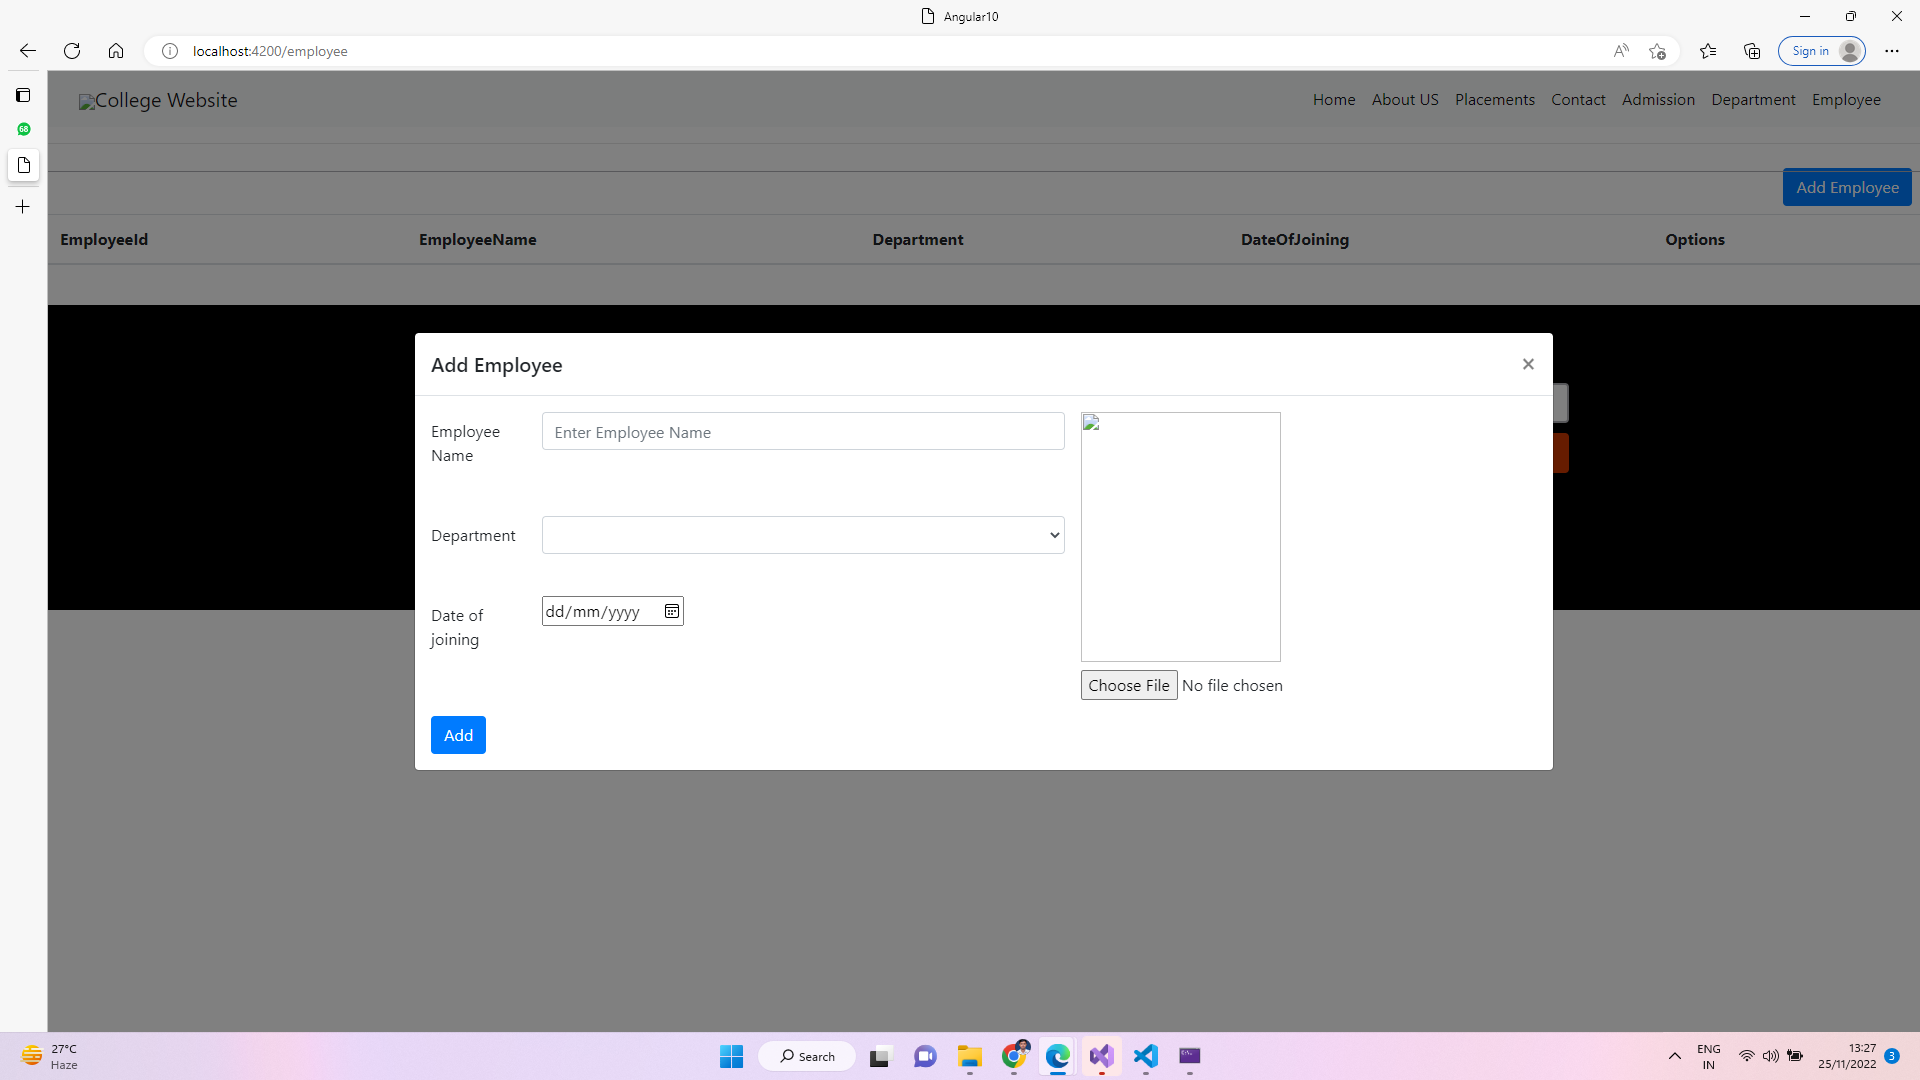 Angular10
localhost:4200/employee
Sign in
68
College Website
Home About US Placements Contact Admission Department Employee
Add Employee
EmployeeId EmployeeName Department DateOfJoining Options
Add Employee
×
Employee Name
Enter Employee Name
Department
Date of joining
dd/mm/yyyy
Choose File No file chosen
Add
27°C
Haze
Search
ENG
IN
13:27
25/11/2022
3